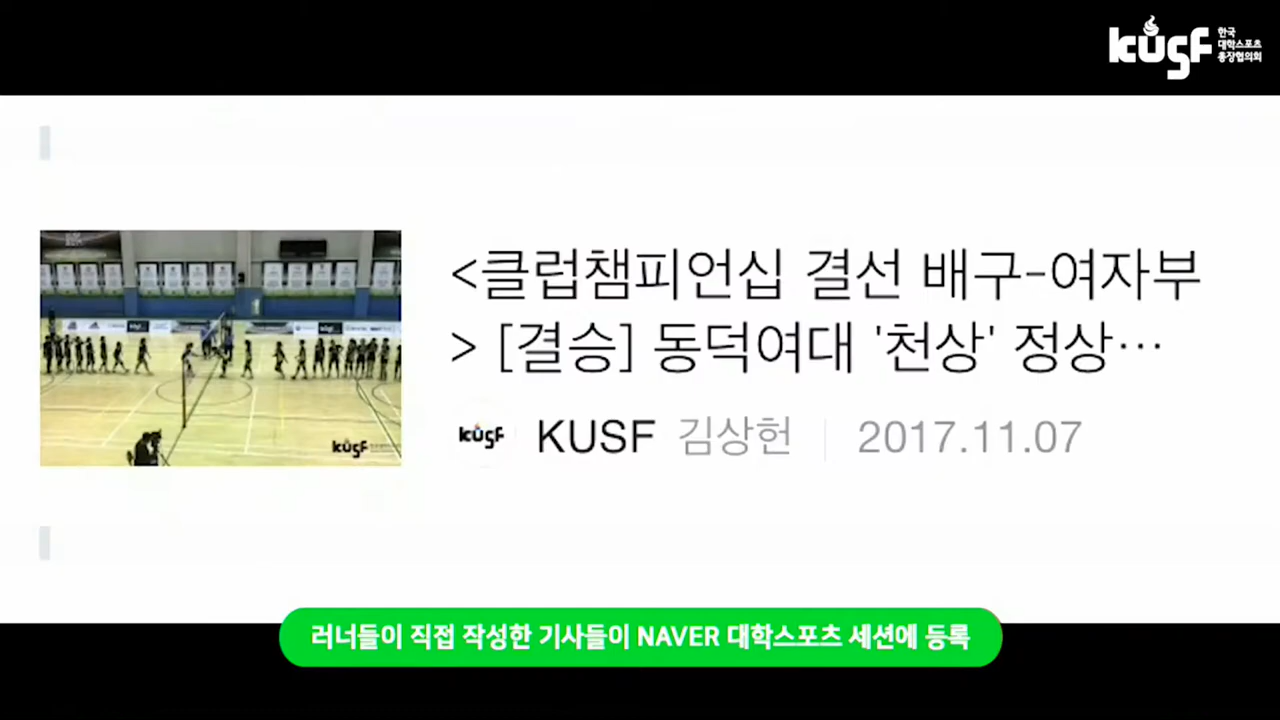 KUSF 한국
대학스포츠
총장협의회
<클럽챔피언십 결선 배구-여자부
> [결승] 동덕여대 '천상' 정상…
KUSF KUSF 김상헌 2017.11.07
KUSF
러너들이 직접 작성한 기사들이 NAVER 대학스포츠 세션에 등록